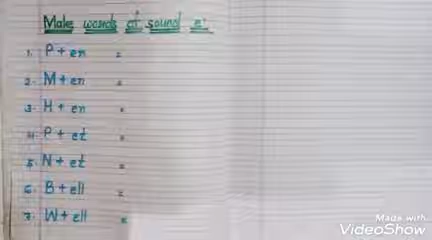 Make words of sound e'
1. P + en =
2. M + en =
3. H + en =
4. P + et =
5. N + et =
6. B + ell =
7. W + ell =
Made with
VideoShow